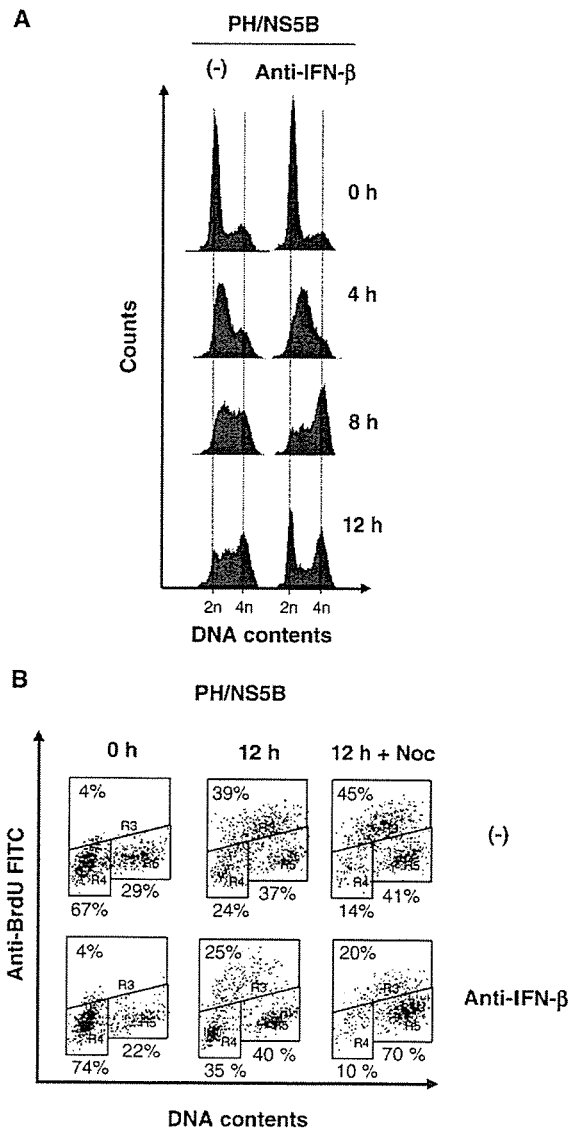 A
PH/NS5B
(-) Anti-IFN-β
0 h
4 h
8 h
12 h
Counts
2n 4n 2n 4n
DNA contents
B
PH/NS5B
0 h 12 h 12 h + Noc
4% 39% 45%
R3 R3 R3
(-)
R4 R5 R4 R5 R4 R5
29% 37% 41%
67% 24% 14%
Anti-BrdU FITC
4% 25% 20%
R3 R3 R3
Anti-IFN-β
R4 R5 R4 R5 R4 R5
22% 40 % 70 %
74% 35 % 10 %
DNA contents